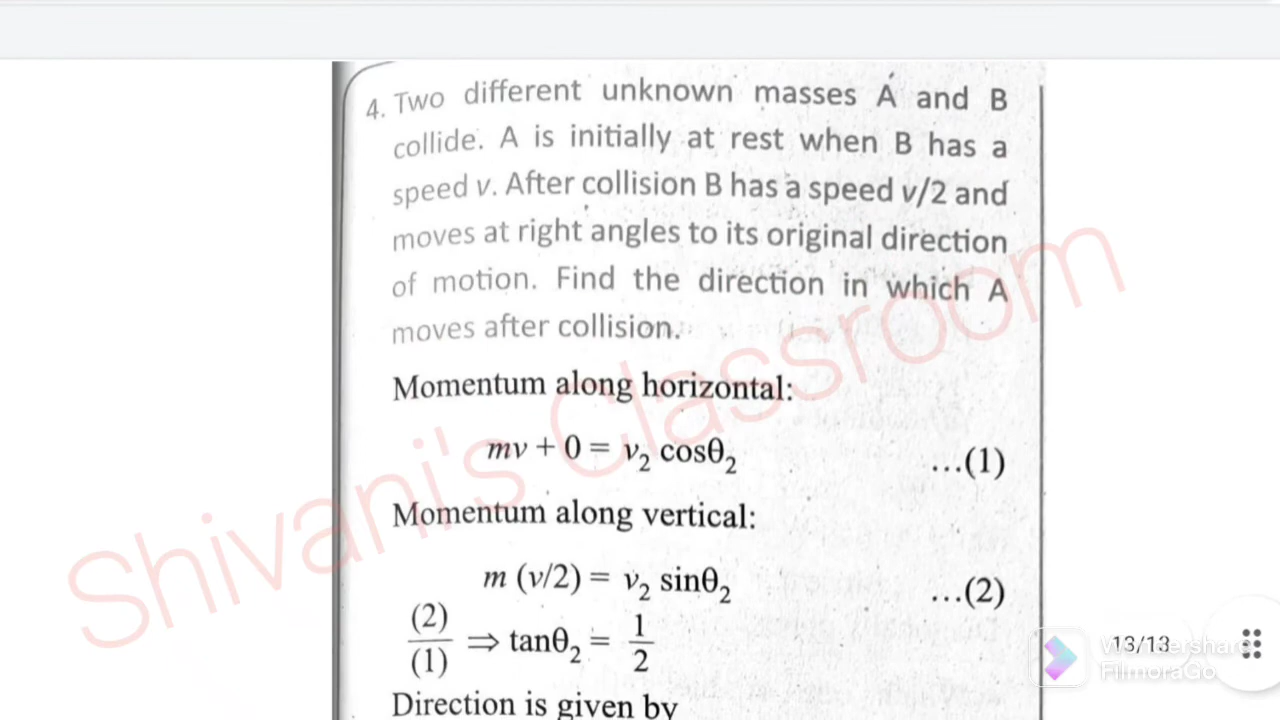 4. Two different unknown masses A and B
collide. A is initially at rest when B has a
speed v. After collision B has a speed v/2 and
moves at right angles to its original direction
of motion. Find the direction in which A
moves after collision.
Momentum along horizontal:
mv + 0 = v₂ cosθ₂ ...(1)
Momentum along vertical:
m (v/2) = v₂ sinθ₂ ...(2)
(2)/(1) ⇒ tanθ₂ = 1/2
Direction is given by
Shivani's Classroom
13/13
Wondershare
FilmoraGo